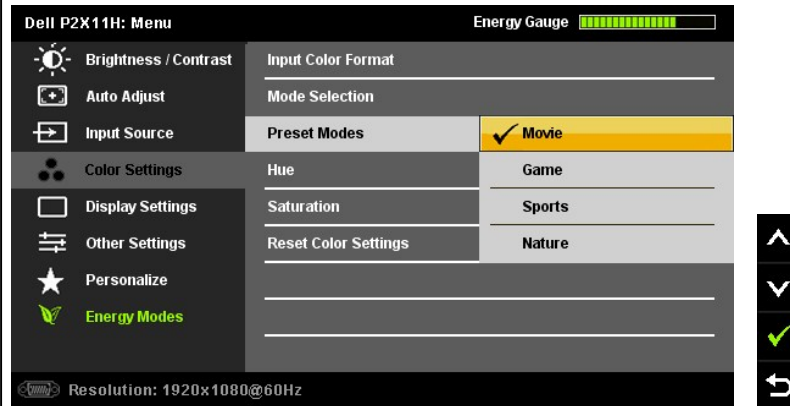 Dell P2X11H: Menu
Energy Gauge
Brightness / Contrast
Auto Adjust
Input Source
Color Settings
Display Settings
Other Settings
Personalize
Energy Modes
Input Color Format
Mode Selection
Preset Modes
Hue
Saturation
Reset Color Settings
Movie
Game
Sports
Nature
Resolution: 1920x1080@60Hz